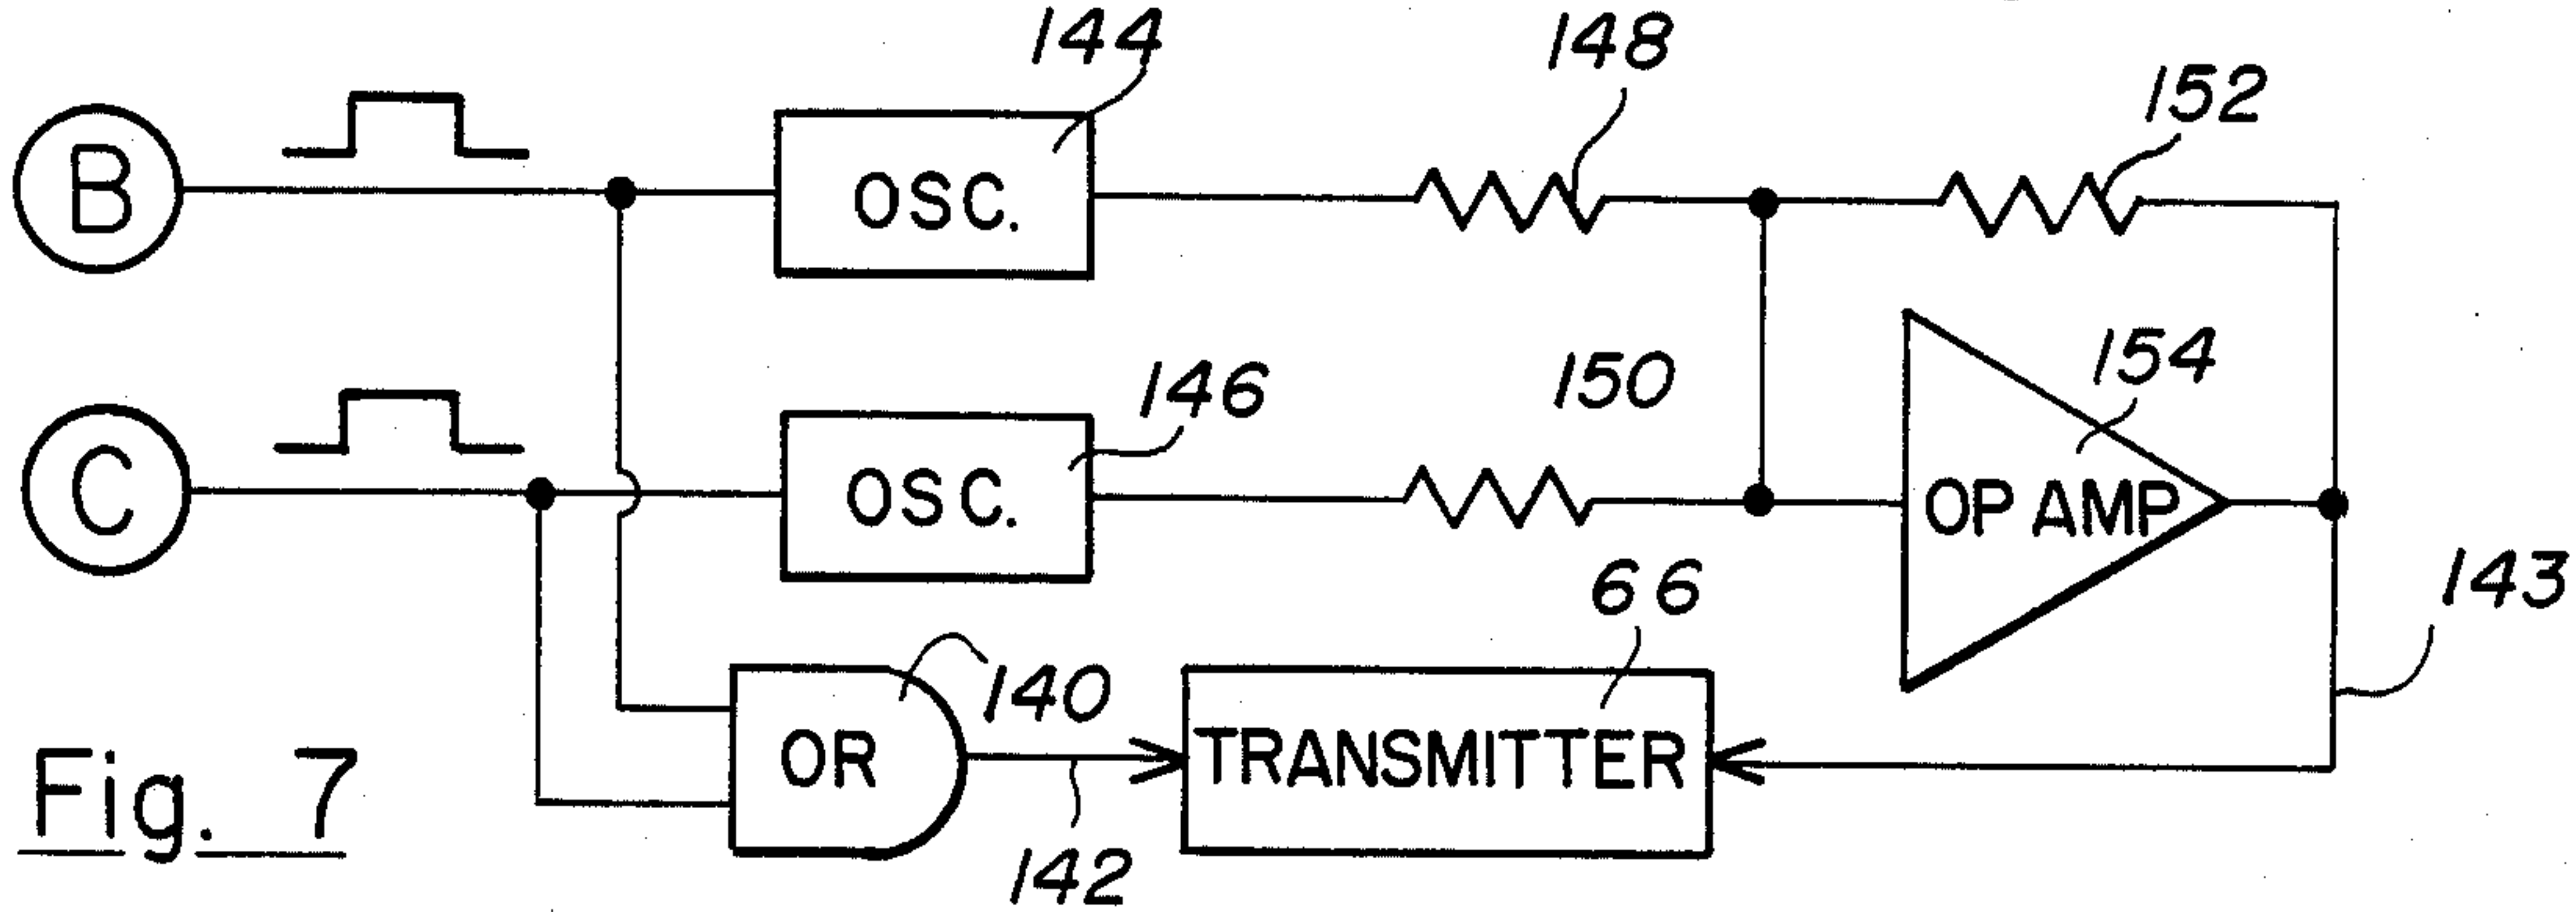 144
148
152
B
OSC.
154
C
146
OSC.
150
OP AMP
66
143
140
OR
TRANSMITTER
142
Fig. 7